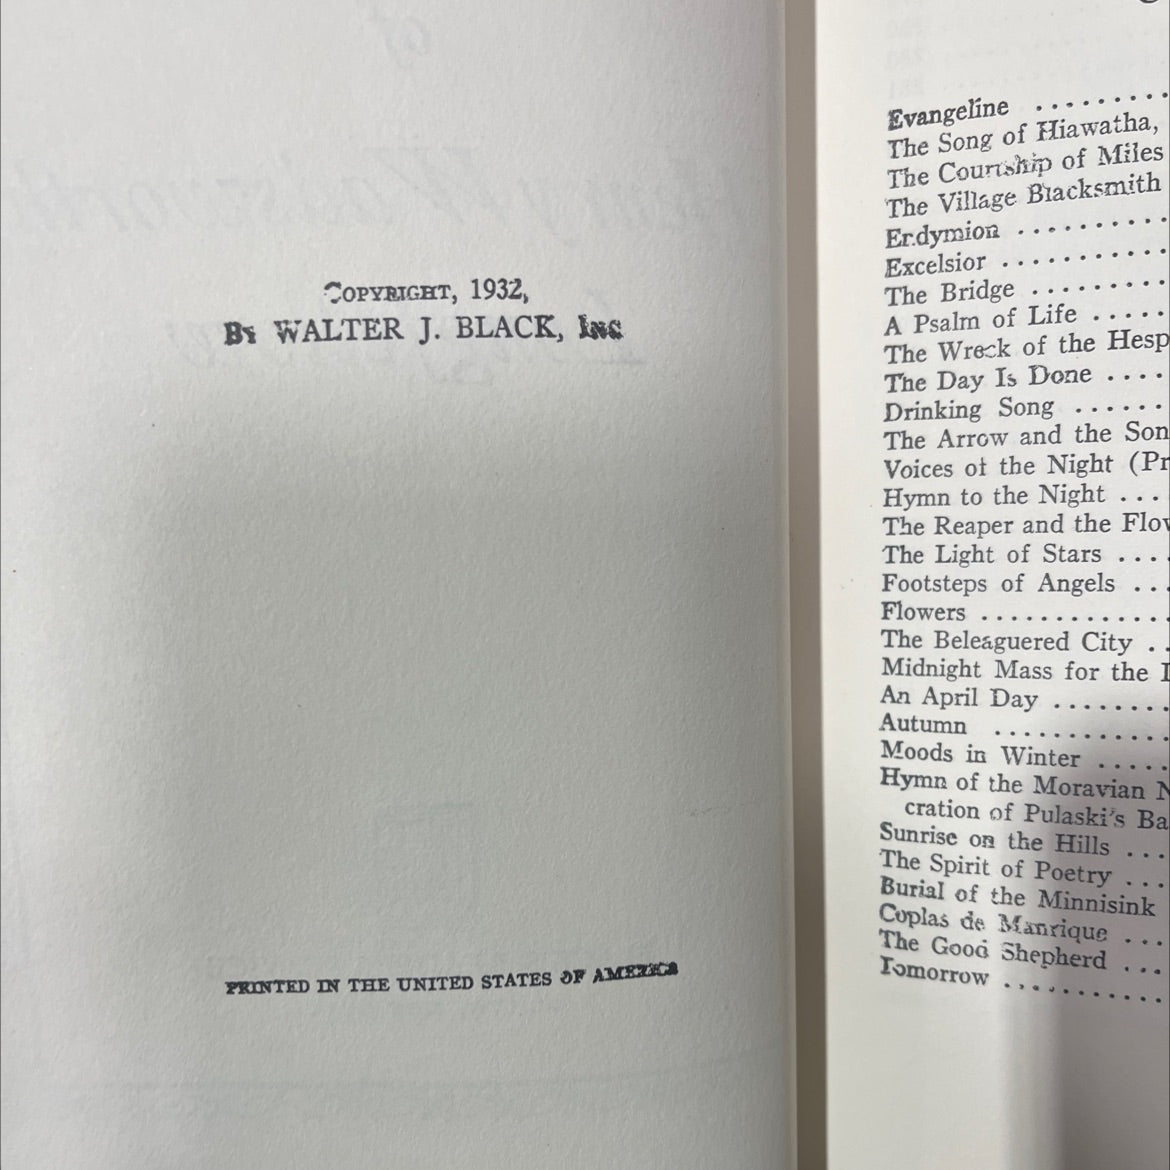 COPYRIGHT, 1932,
BY WALTER J. BLACK, INC
PRINTED IN THE UNITED STATES OF AMERICA
Evangeline ..........
The Song of Hiawatha,
The Courtship of Miles
The Village Blacksmith
Endymion ..........
Excelsior ..........
The Bridge .........
A Psalm of Life .....
The Wreck of the Hesp
The Day Is Done ....
Drinking Song ......
The Arrow and the Son
Voices of the Night (Pr
Hymn to the Night ...
The Reaper and the Flow
The Light of Stars ....
Footsteps of Angels ...
Flowers .............
The Beleaguered City ..
Midnight Mass for the
An April Day ........
Autumn ............
Moods in Winter .....
Hymn of the Moravian N
cration of Pulaski's Ba
Sunrise on the Hills ...
The Spirit of Poetry ...
Burial of the Minnisink
Coplas de Manrique ...
The Good Shepherd ...
Tomorrow ...........